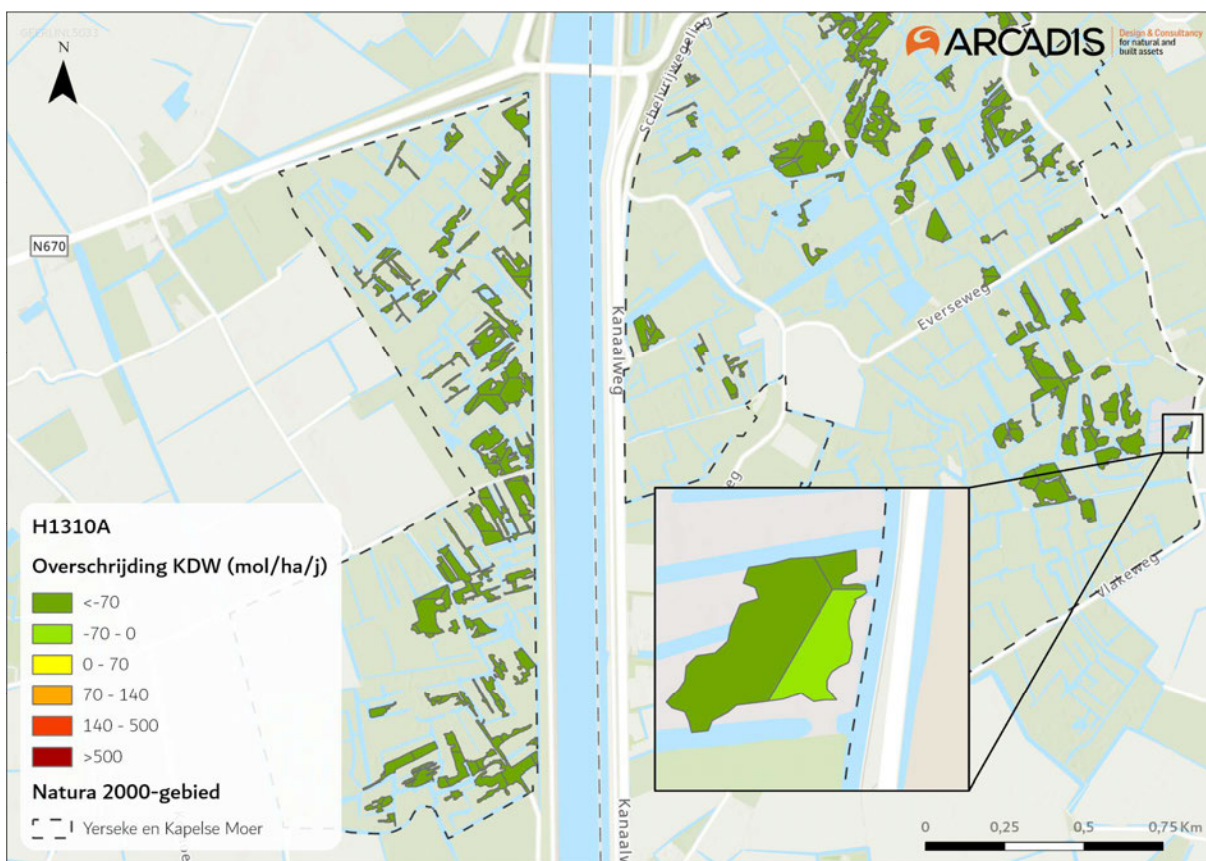 N
ARCADIS
Design & Consultancy
for natural and
built assets
Schelvrijwegeling
N670
Kanaalweg
Everseweg
Vlakeweg
H1310A
Overschrijding KDW (mol/ha/j)
<-70
-70 - 0
0 - 70
70 - 140
140 - 500
>500
Natura 2000-gebied
Yerseke en Kapelse Moer
0 0,25 0,5 0,75 Km